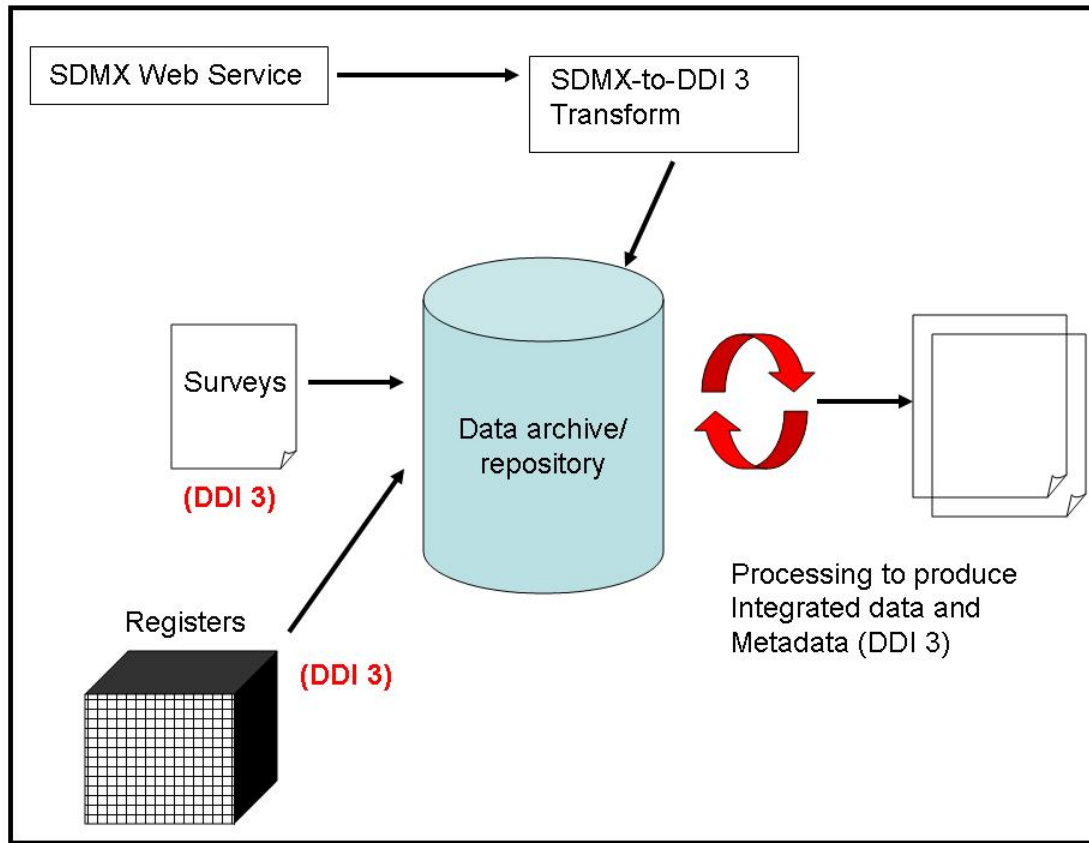 SDMX Web Service
SDMX-to-DDI 3
Transform
Surveys
(DDI 3)
Data archive/
repository
Registers
(DDI 3)
Processing to produce
Integrated data and
Metadata (DDI 3)